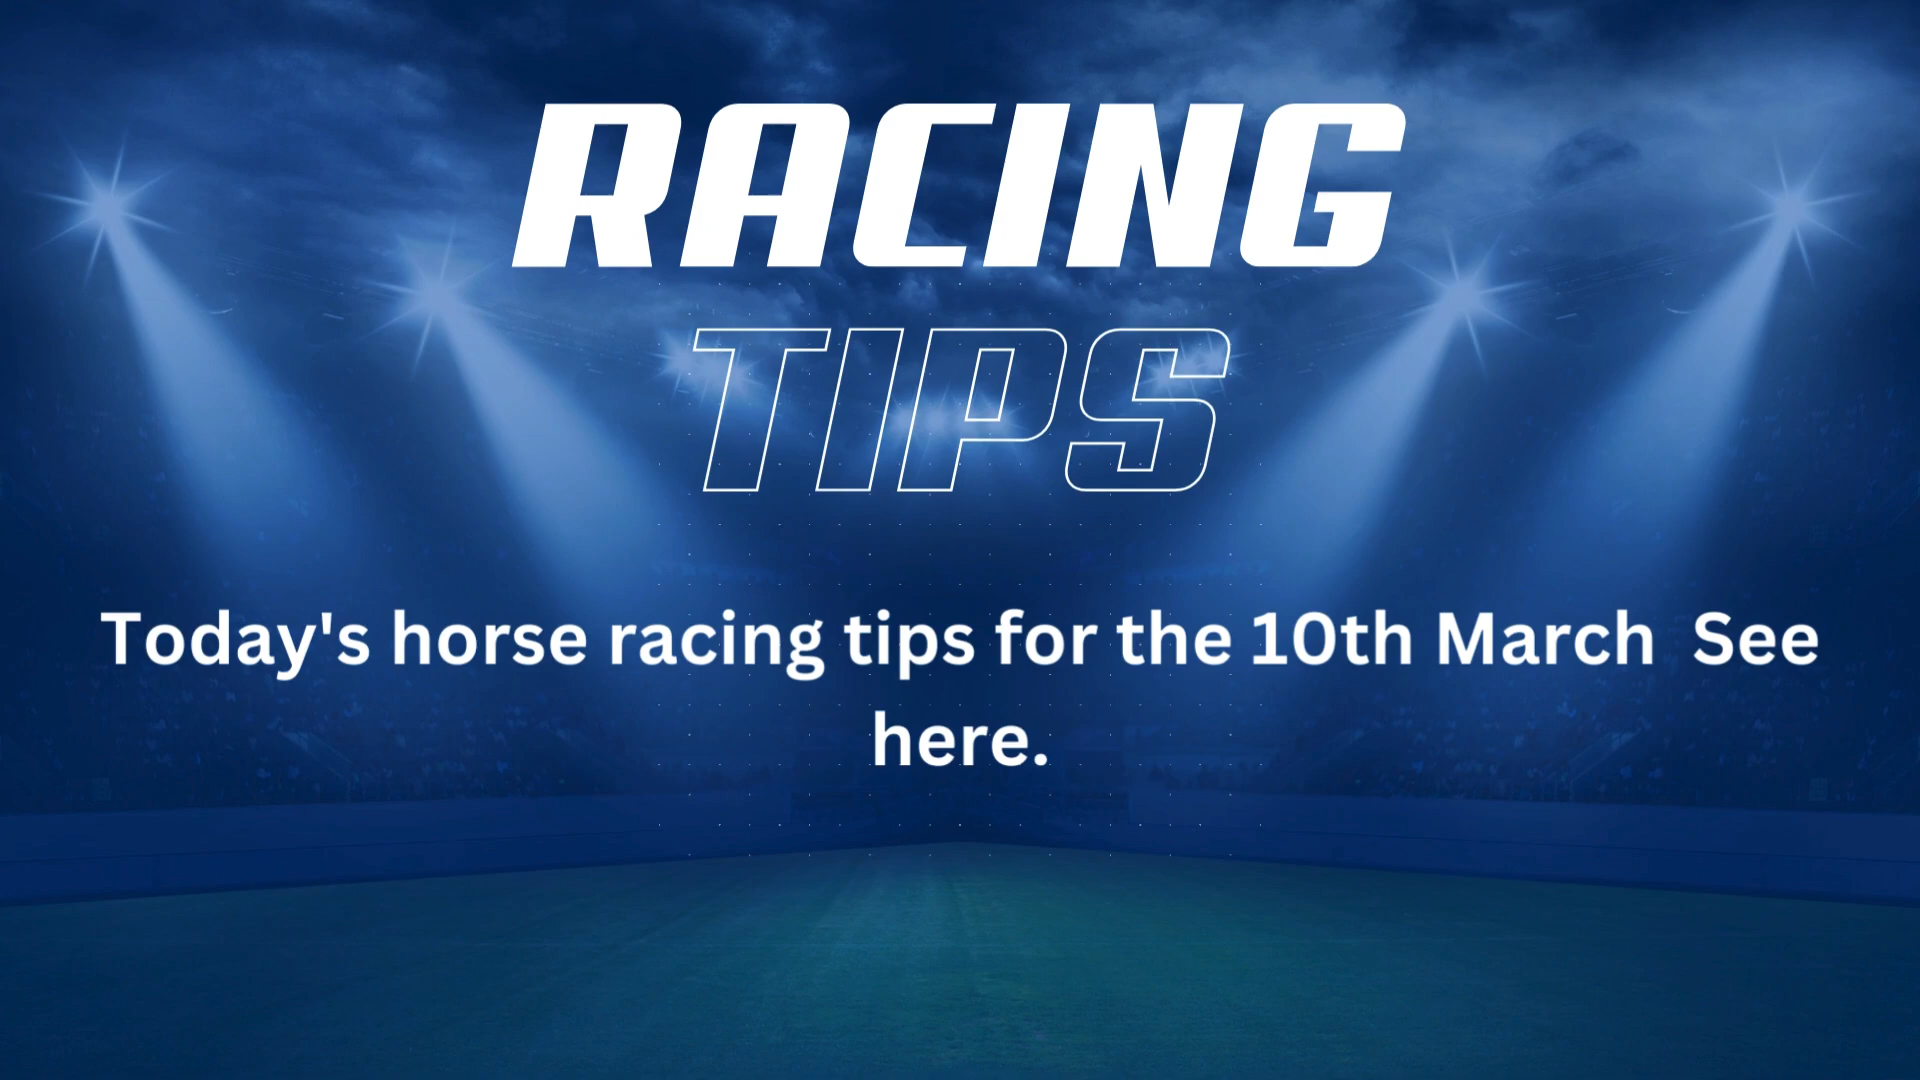 RACING
TIPS
Today's horse racing tips for the 10th March  See
here.